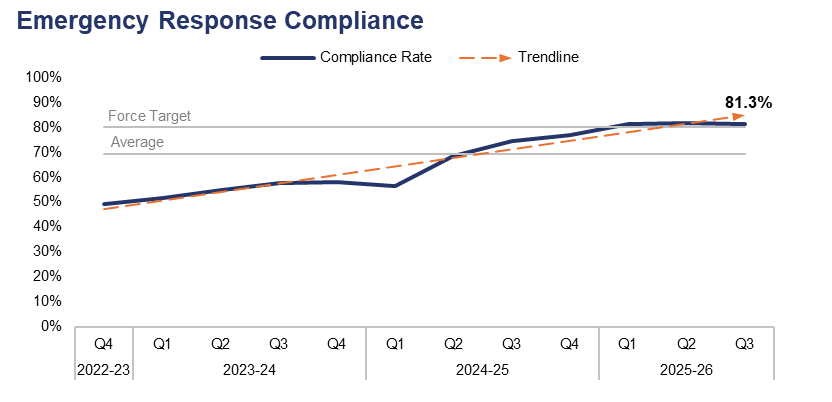 Emergency Response Compliance
Compliance Rate Trendline
100%
90%
81.3%
Force Target
80%
Average
70%
60%
50%
40%
30%
20%
10%
0%
Q4 Q1 Q2 Q3 Q4 Q1 Q2 Q3 Q4 Q1 Q2 Q3
2022-23 2023-24 2024-25 2025-26